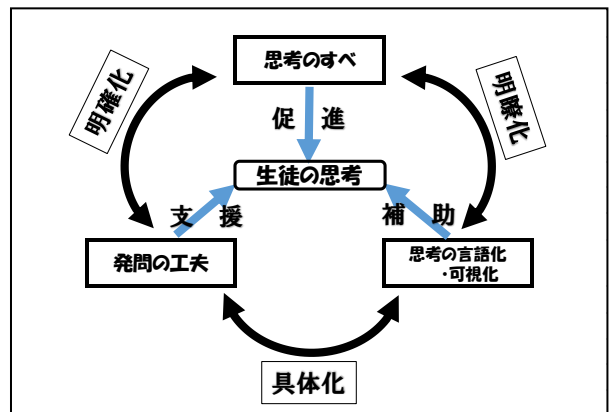 思考のすべ
明確化
明瞭化
促 進
生徒の思考
支 援
補 助
発問の工夫
思考の言語化
・可視化
具体化